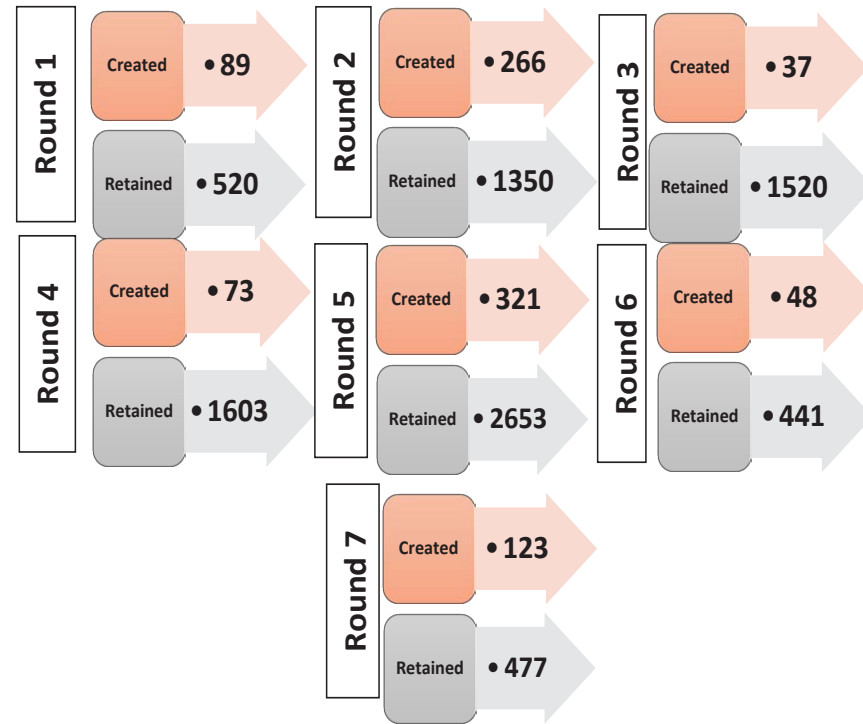 Round 1
Created
• 89
Retained
• 520
Round 2
Created
• 266
Retained
• 1350
Round 3
Created
• 37
Retained
• 1520
Round 4
Created
• 73
Retained
• 1603
Round 5
Created
• 321
Retained
• 2653
Round 6
Created
• 48
Retained
• 441
Round 7
Created
• 123
Retained
• 477